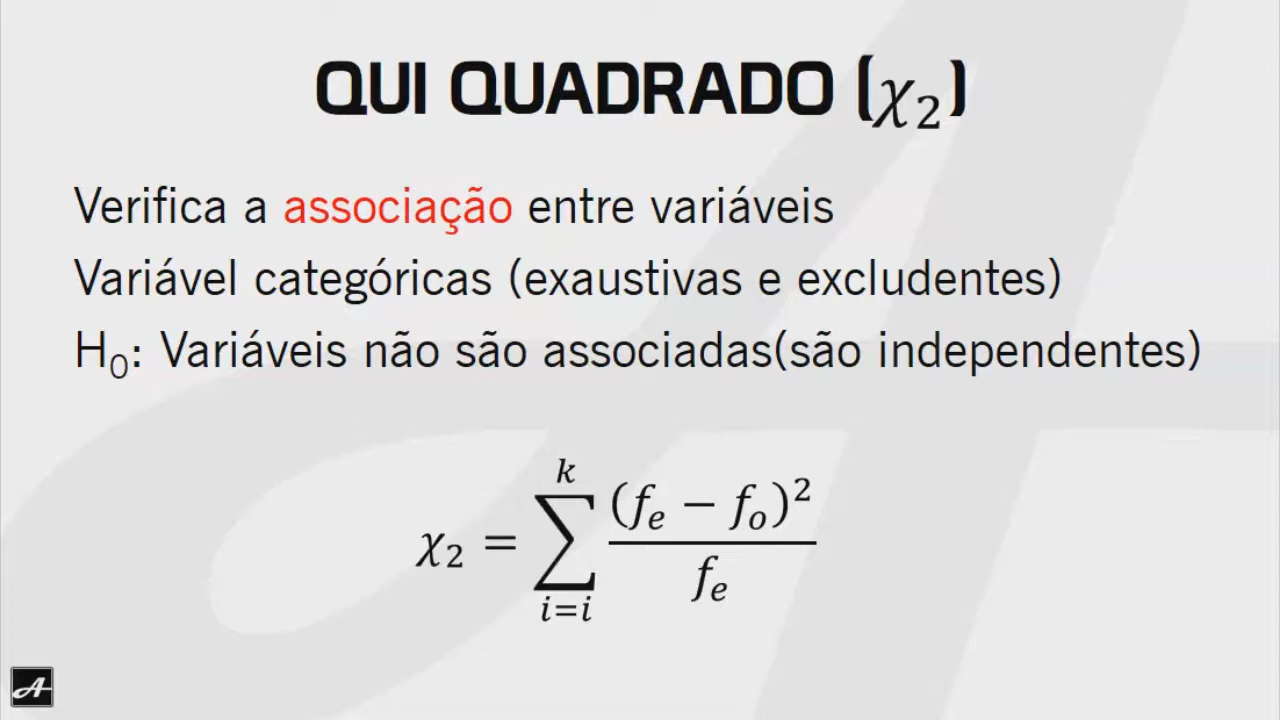 QUI QUADRADO (χ₂)
Verifica a associação entre variáveis
Variável categóricas (exaustivas e excludentes)
H₀: Variáveis não são associadas(são independentes)
χ₂ = ∑_{i=i}^{k} (fₑ − fₒ)² / fₑ
A